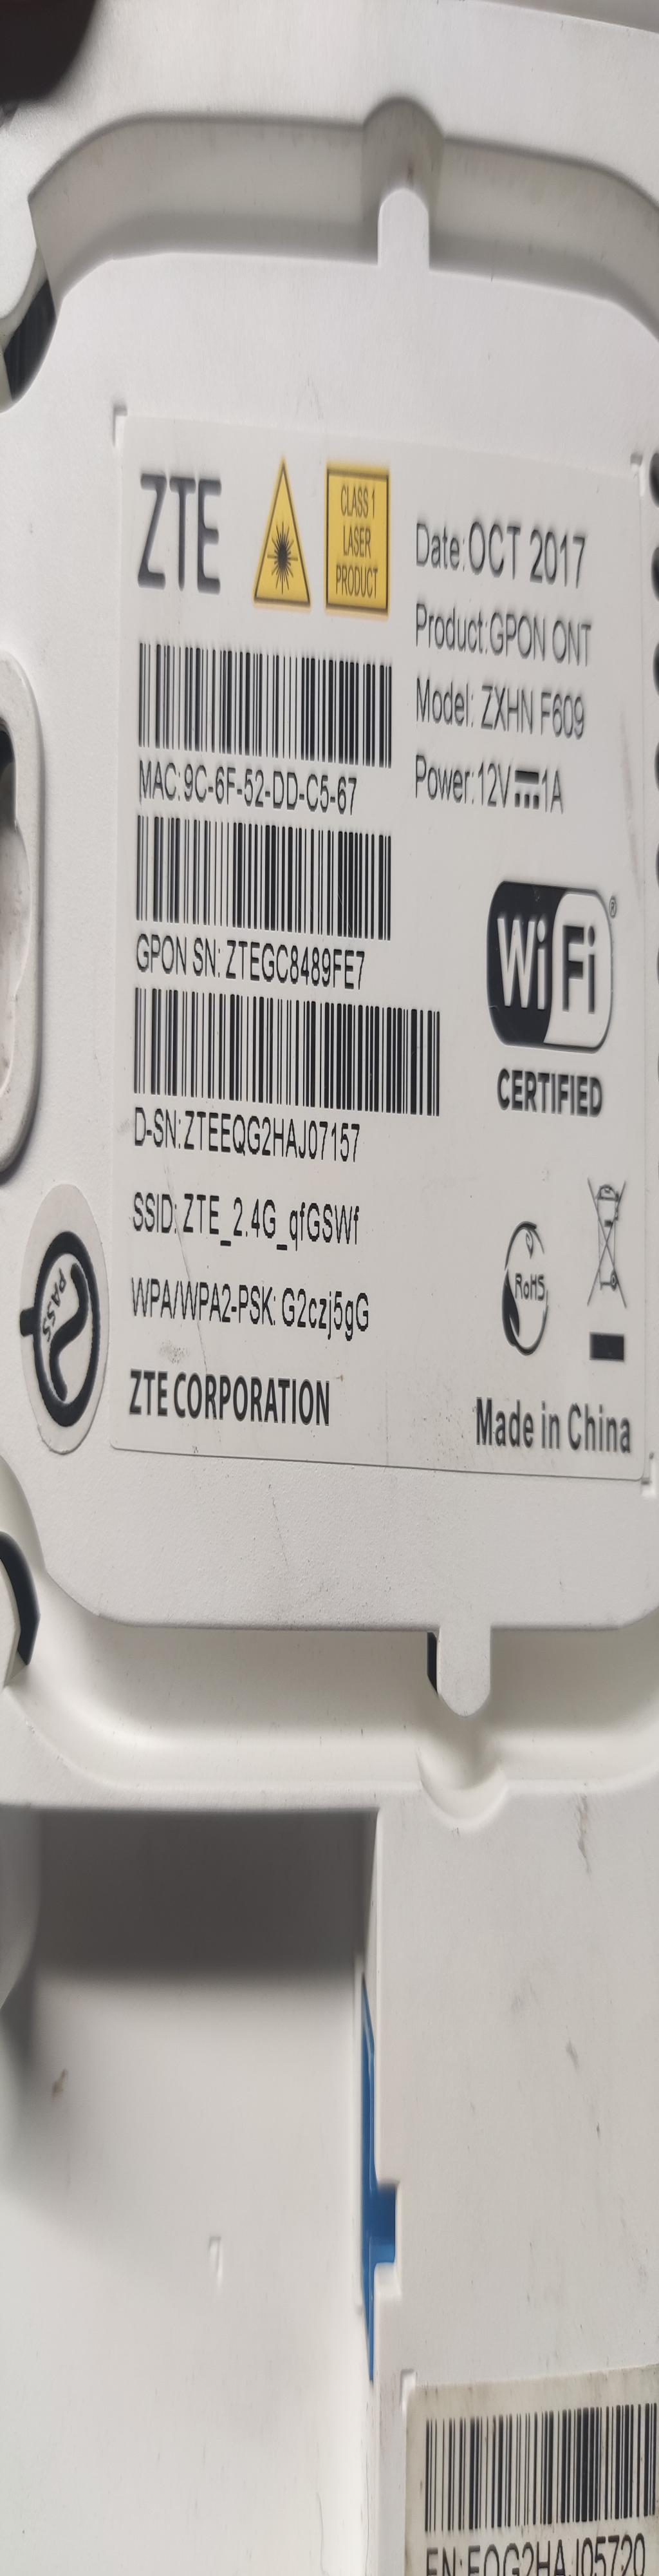 ZTE
CLASS 1
LASER
PRODUCT
Date:OCT 2017
Product:GPON ONT
Model: ZXHN F609
Power:12V⎓1A
MAC:9C-6F-52-DD-C5-67
GPON SN: ZTEGC8489FE7
D-SN:ZTEEQG2HAJ07157
SSID: ZTE_2.4G_qfGSWf
WPA/WPA2-PSK: G2czj5gG
ZTE CORPORATION
Wi Fi®
CERTIFIED
RoHS
Made in China
PASS
EN:EQG2HAJ05720